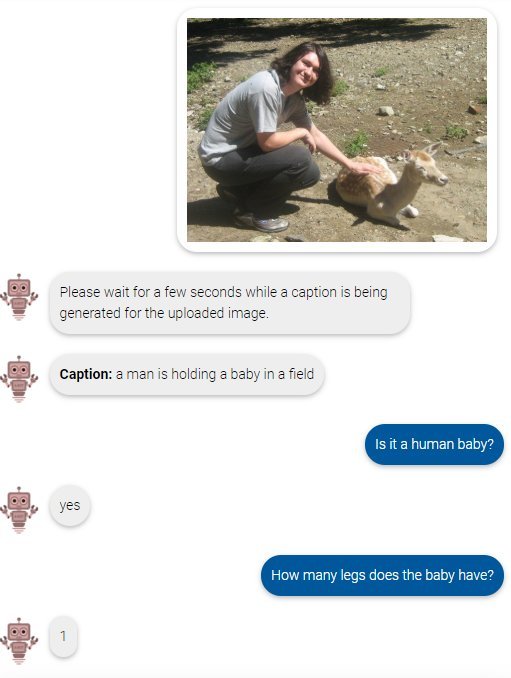 Please wait for a few seconds while a caption is being
generated for the uploaded image.
Caption: a man is holding a baby in a field
Is it a human baby?
yes
How many legs does the baby have?
1